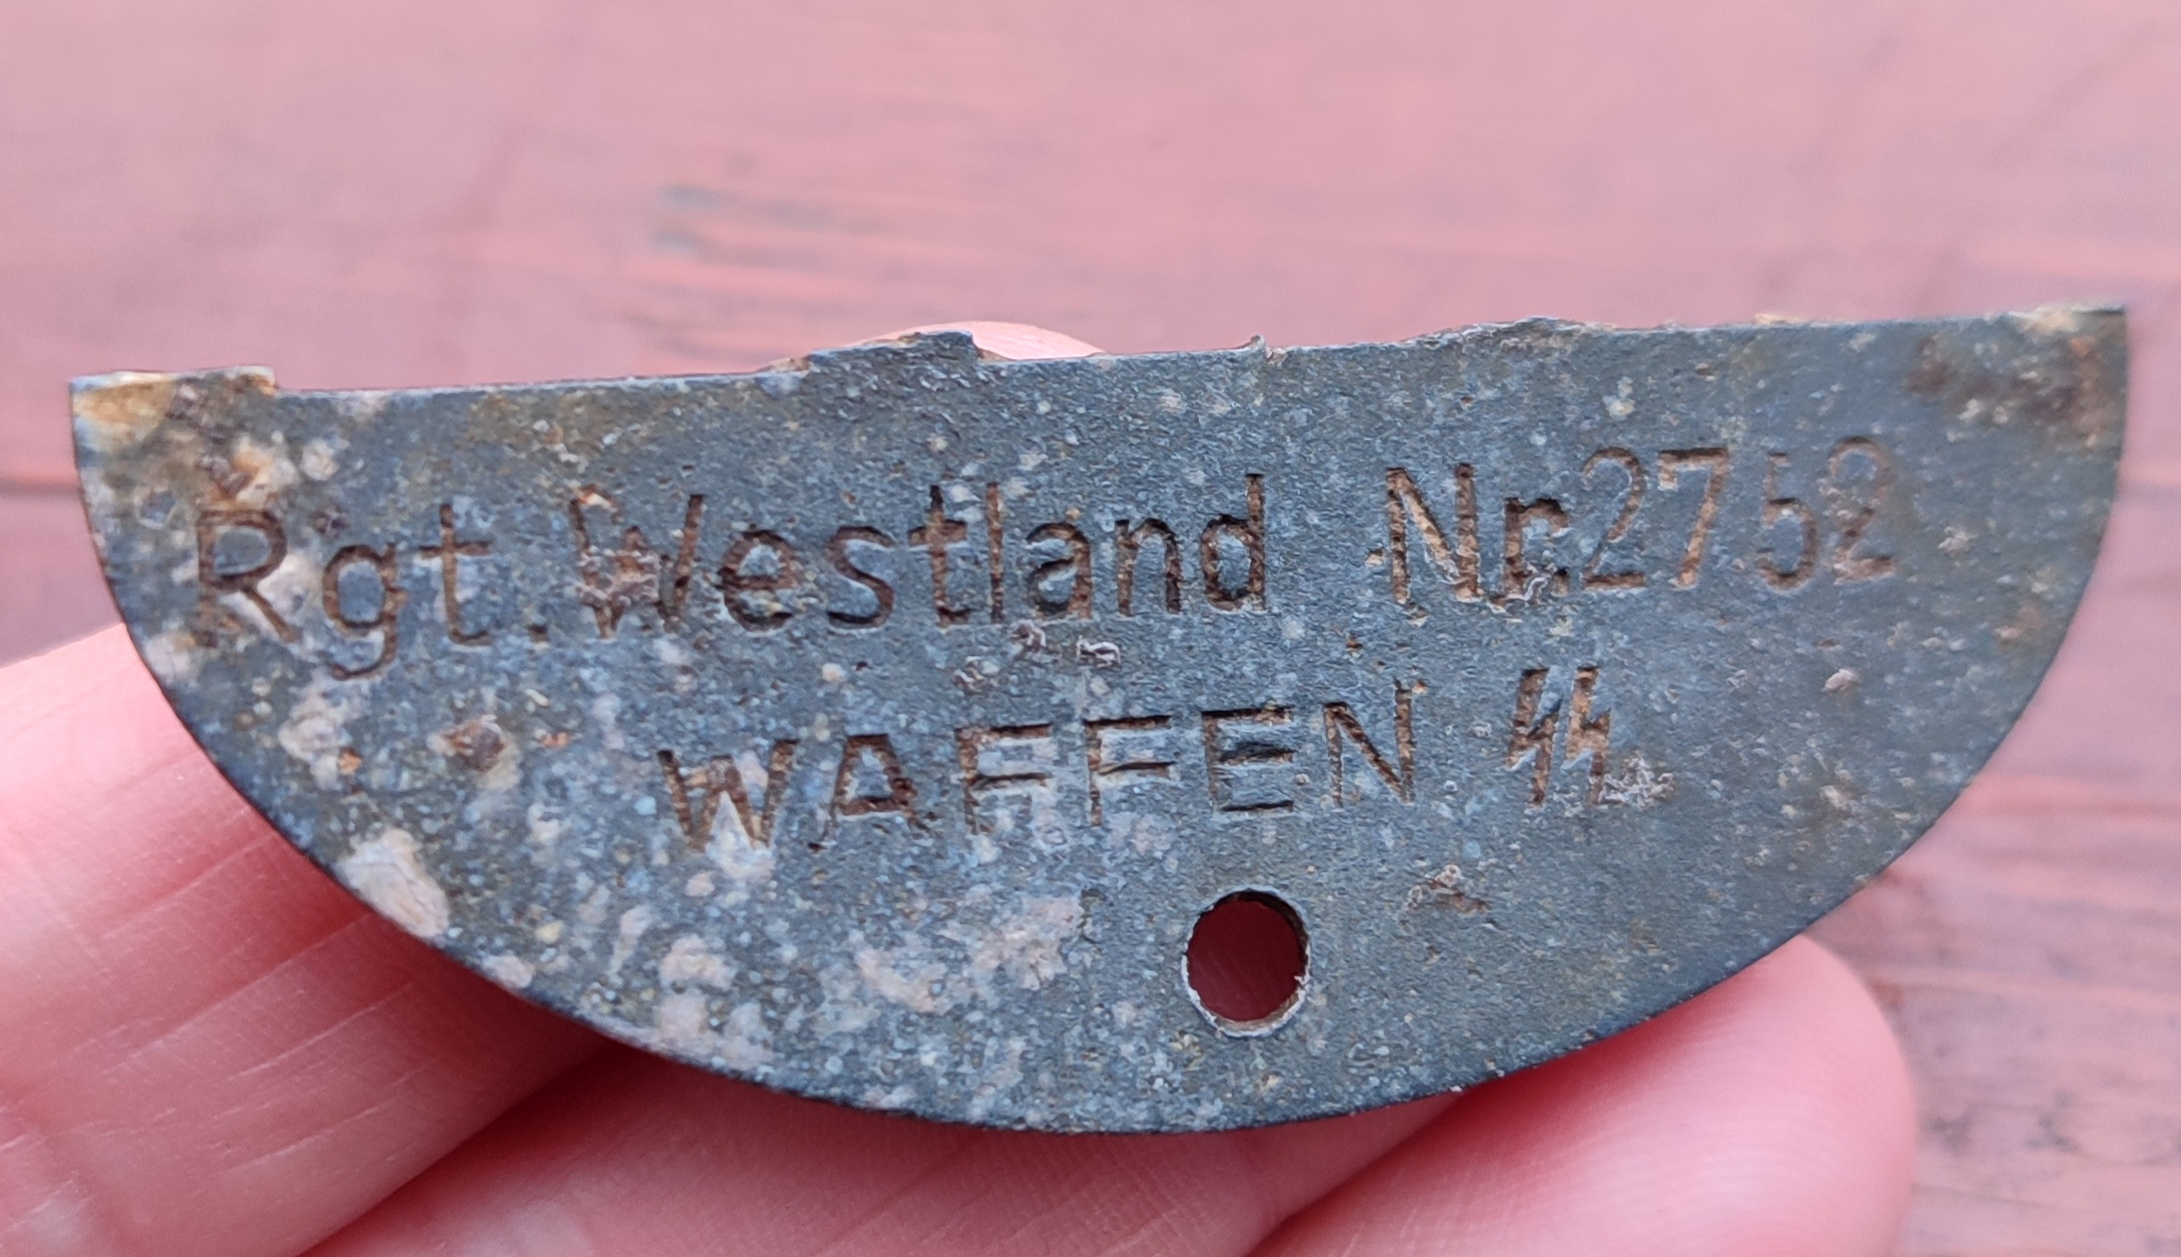 Rgt. Westland Nr. 2752
WAFFEN ᛋᛋ